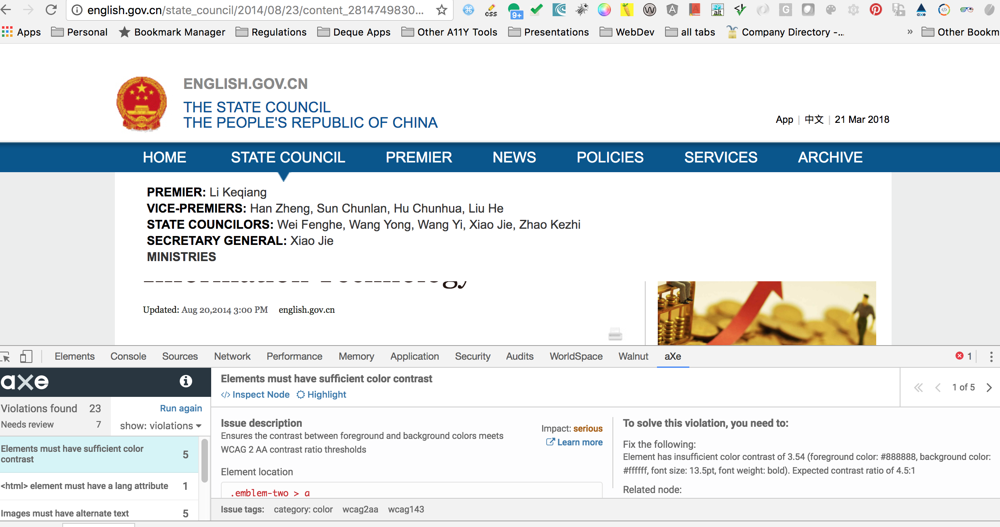 english.gov.cn/state_council/2014/08/23/content_2814749830...
css
9+
alt
axe
Apps
Personal
Bookmark Manager
Regulations
Deque Apps
Other A11Y Tools
Presentations
WebDev
all tabs
Company Directory -...
»
Other Bookm
ENGLISH.GOV.CN
THE STATE COUNCIL
THE PEOPLE'S REPUBLIC OF CHINA
App | 中文 | 21 Mar 2018
HOME STATE COUNCIL PREMIER NEWS POLICIES SERVICES ARCHIVE
PREMIER: Li Keqiang
VICE-PREMIERS: Han Zheng, Sun Chunlan, Hu Chunhua, Liu He
STATE COUNCILORS: Wei Fenghe, Wang Yong, Wang Yi, Xiao Jie, Zhao Kezhi
SECRETARY GENERAL: Xiao Jie
MINISTRIES
Information Technology
Updated: Aug 20,2014 3:00 PM english.gov.cn
Elements Console Sources Network Performance Memory Application Security Audits WorldSpace Walnut aXe 1
axe
Violations found 23
Run again
Needs review 7
show: violations
Elements must have sufficient color contrast 5
<html> element must have a lang attribute 1
Images must have alternate text 5
Elements must have sufficient color contrast
</> Inspect Node Highlight
1 of 5
Issue description
Ensures the contrast between foreground and background colors meets
WCAG 2 AA contrast ratio thresholds
Impact: serious
Learn more
Element location
.emblem-two > a
To solve this violation, you need to:
Fix the following:
Element has insufficient color contrast of 3.54 (foreground color: #888888, background color:
#ffffff, font size: 13.5pt, font weight: bold). Expected contrast ratio of 4.5:1
Related node:
Issue tags: category: color wcag2aa wcag143